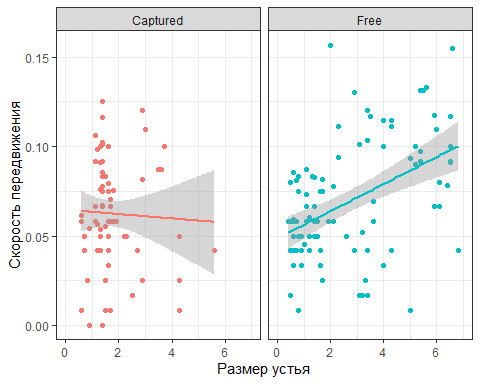 Captured Free
Скорость передвижения
0.15
0.10
0.05
0.00
0 2 4 6 0 2 4 6
Размер устья